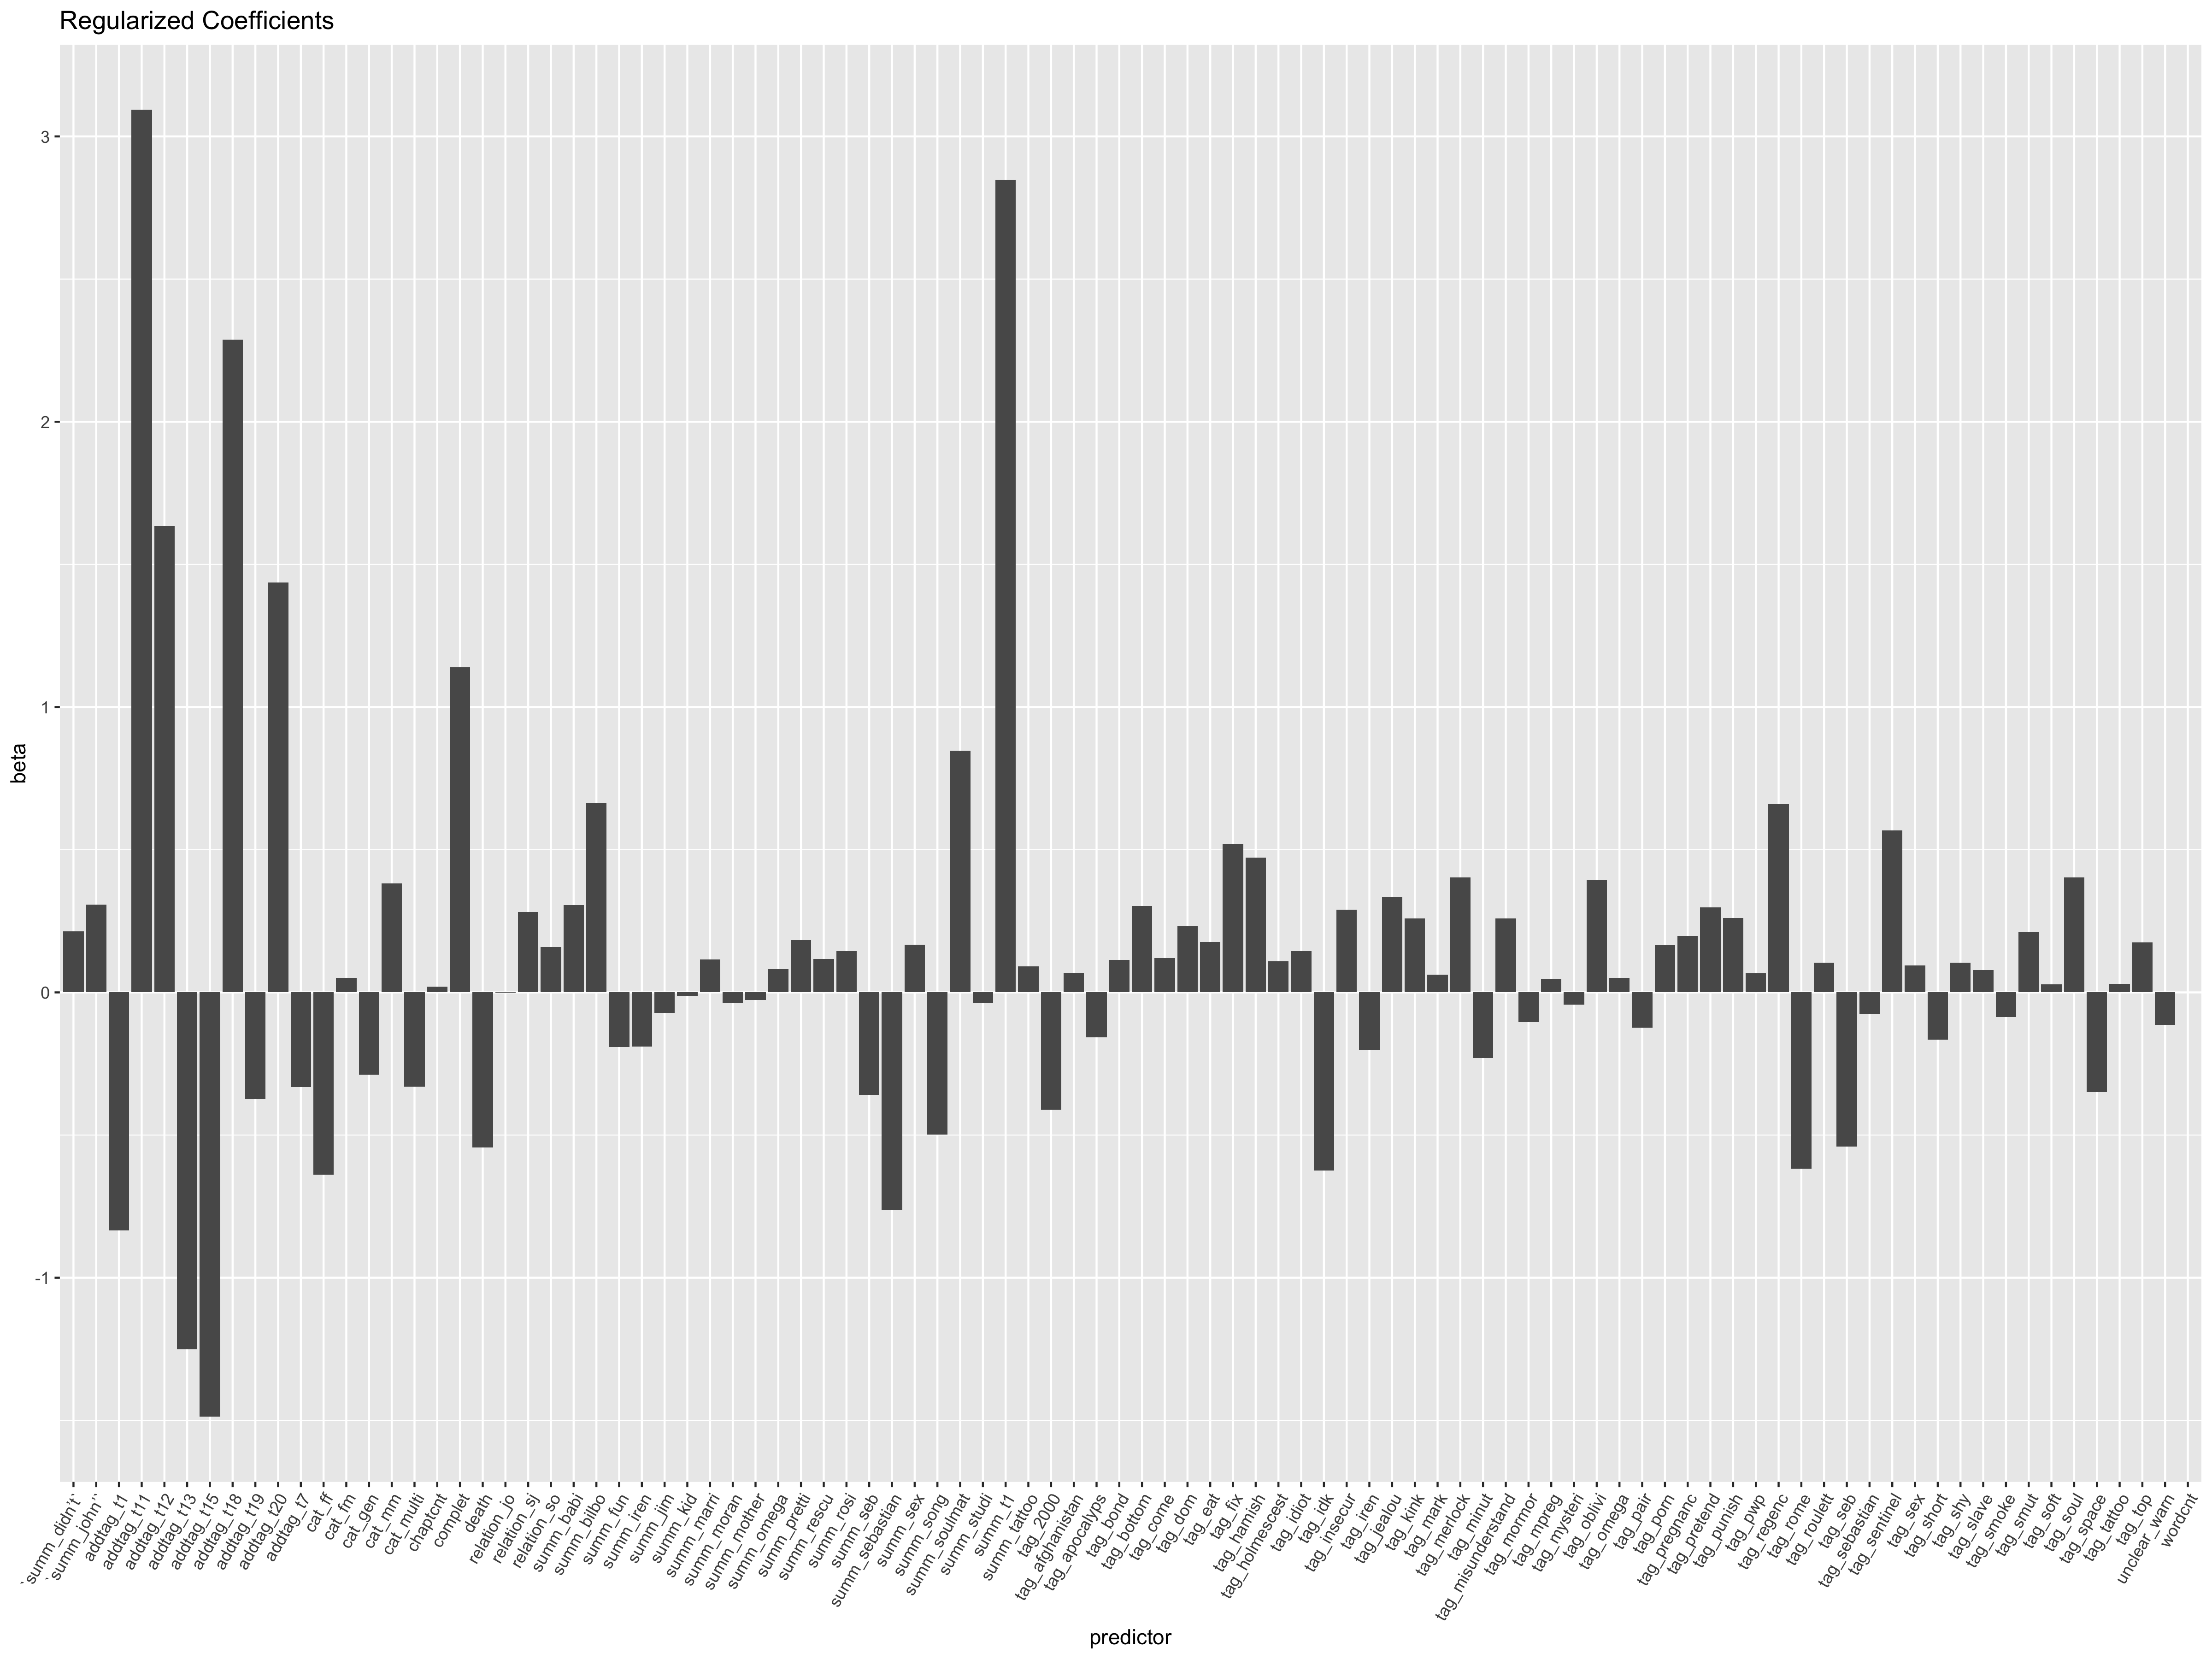 Regularized Coefficients
3
2
1
0
-1
beta
`summ_didn't`
`summ_john'`
addtag_t1
addtag_t11
addtag_t12
addtag_t13
addtag_t15
addtag_t18
addtag_t19
addtag_t20
addtag_t7
cat_ff
cat_fm
cat_gen
cat_mm
cat_multi
chaptcnt
complet
death
relation_jo
relation_sj
relation_so
summ_babi
summ_bilbo
summ_fun
summ_iren
summ_jim
summ_kid
summ_marri
summ_moran
summ_mother
summ_omega
summ_pretti
summ_rescu
summ_rosi
summ_seb
summ_sebastian
summ_sex
summ_song
summ_soulmat
summ_studi
summ_t1
summ_tattoo
tag_2000
tag_afghanistan
tag_apocalyps
tag_bond
tag_bottom
tag_come
tag_dom
tag_eat
tag_fix
tag_hamish
tag_holmescest
tag_idiot
tag_idk
tag_insecur
tag_iren
tag_jealou
tag_kink
tag_mark
tag_merlock
tag_minut
tag_misunderstand
tag_mormor
tag_mpreg
tag_mysteri
tag_oblivi
tag_omega
tag_pair
tag_porn
tag_pregnanc
tag_pretend
tag_punish
tag_pwp
tag_regenc
tag_rome
tag_roulett
tag_seb
tag_sebastian
tag_sentinel
tag_sex
tag_short
tag_shy
tag_slave
tag_smoke
tag_smut
tag_soft
tag_soul
tag_space
tag_tattoo
tag_top
unclear_warn
wordcnt
predictor